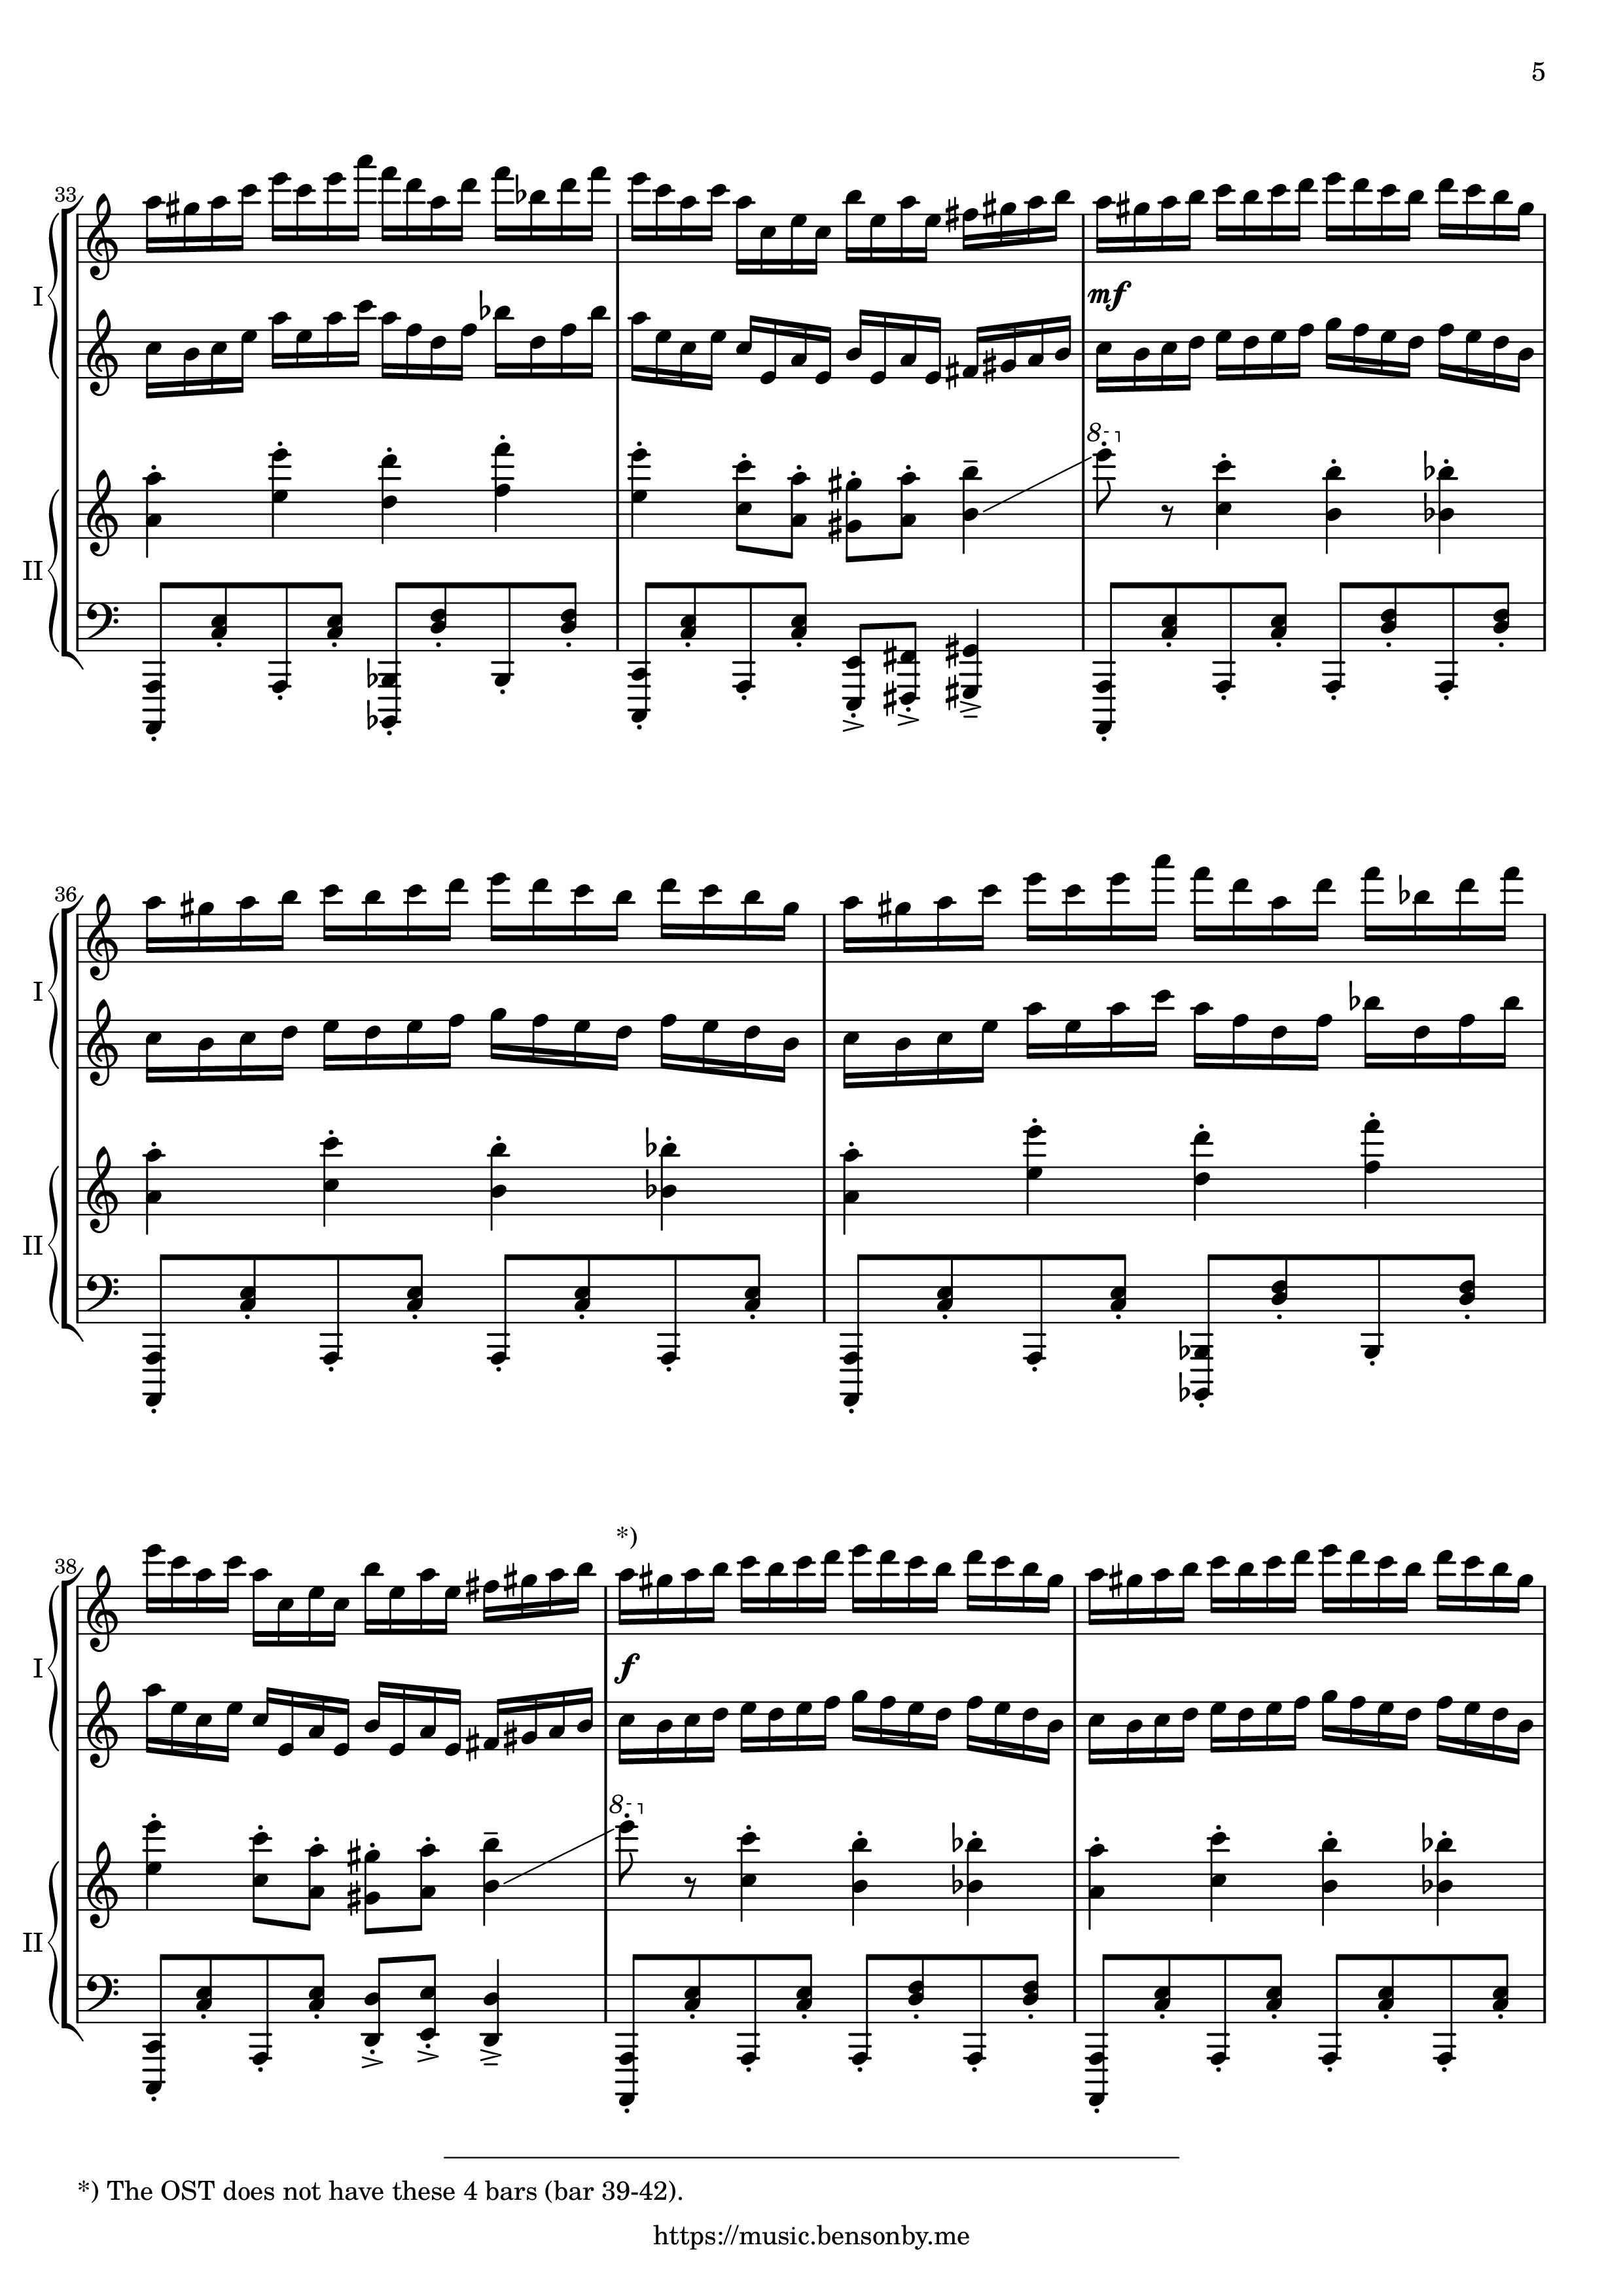 5
33
I
mf
8
II
36
I
II
38
*)
I
f
8
II
*) The OST does not have these 4 bars (bar 39-42).
https://music.bensonby.me